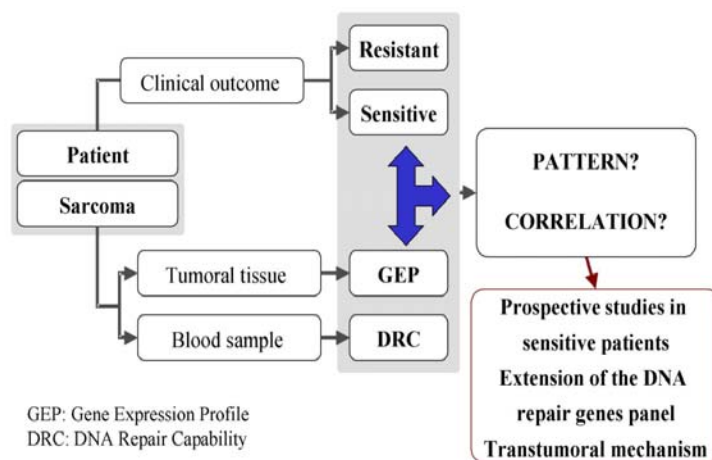 Resistant
Clinical outcome
Sensitive
Patient
Sarcoma
PATTERN?
CORRELATION?
Tumoral tissue
GEP
Blood sample
DRC
Prospective studies in
sensitive patients
Extension of the DNA
repair genes panel
Transtumoral mechanism
GEP: Gene Expression Profile
DRC: DNA Repair Capability